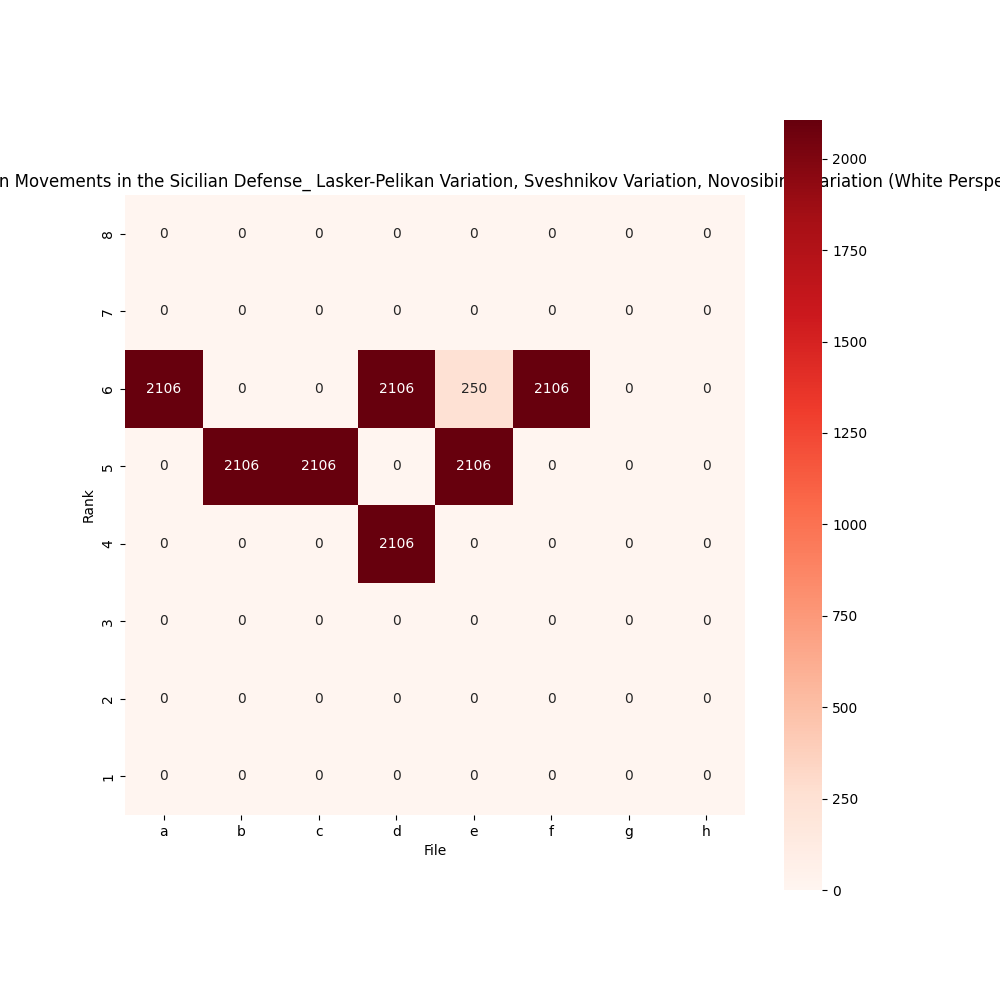 n Movements in the Sicilian Defense_ Lasker-Pelikan Variation, Sveshnikov Variation, Novosibir ariation (White Perspe
8 0 0 0 0 0 0 0 0
7 0 0 0 0 0 0 0 0
6 2106 0 0 2106 250 2106 0 0
5 0 2106 2106 0 2106 0 0 0
4 0 0 0 2106 0 0 0 0
3 0 0 0 0 0 0 0 0
2 0 0 0 0 0 0 0 0
1 0 0 0 0 0 0 0 0
Rank
a b c d e f g h
File
2000
1750
1500
1250
1000
750
500
250
0